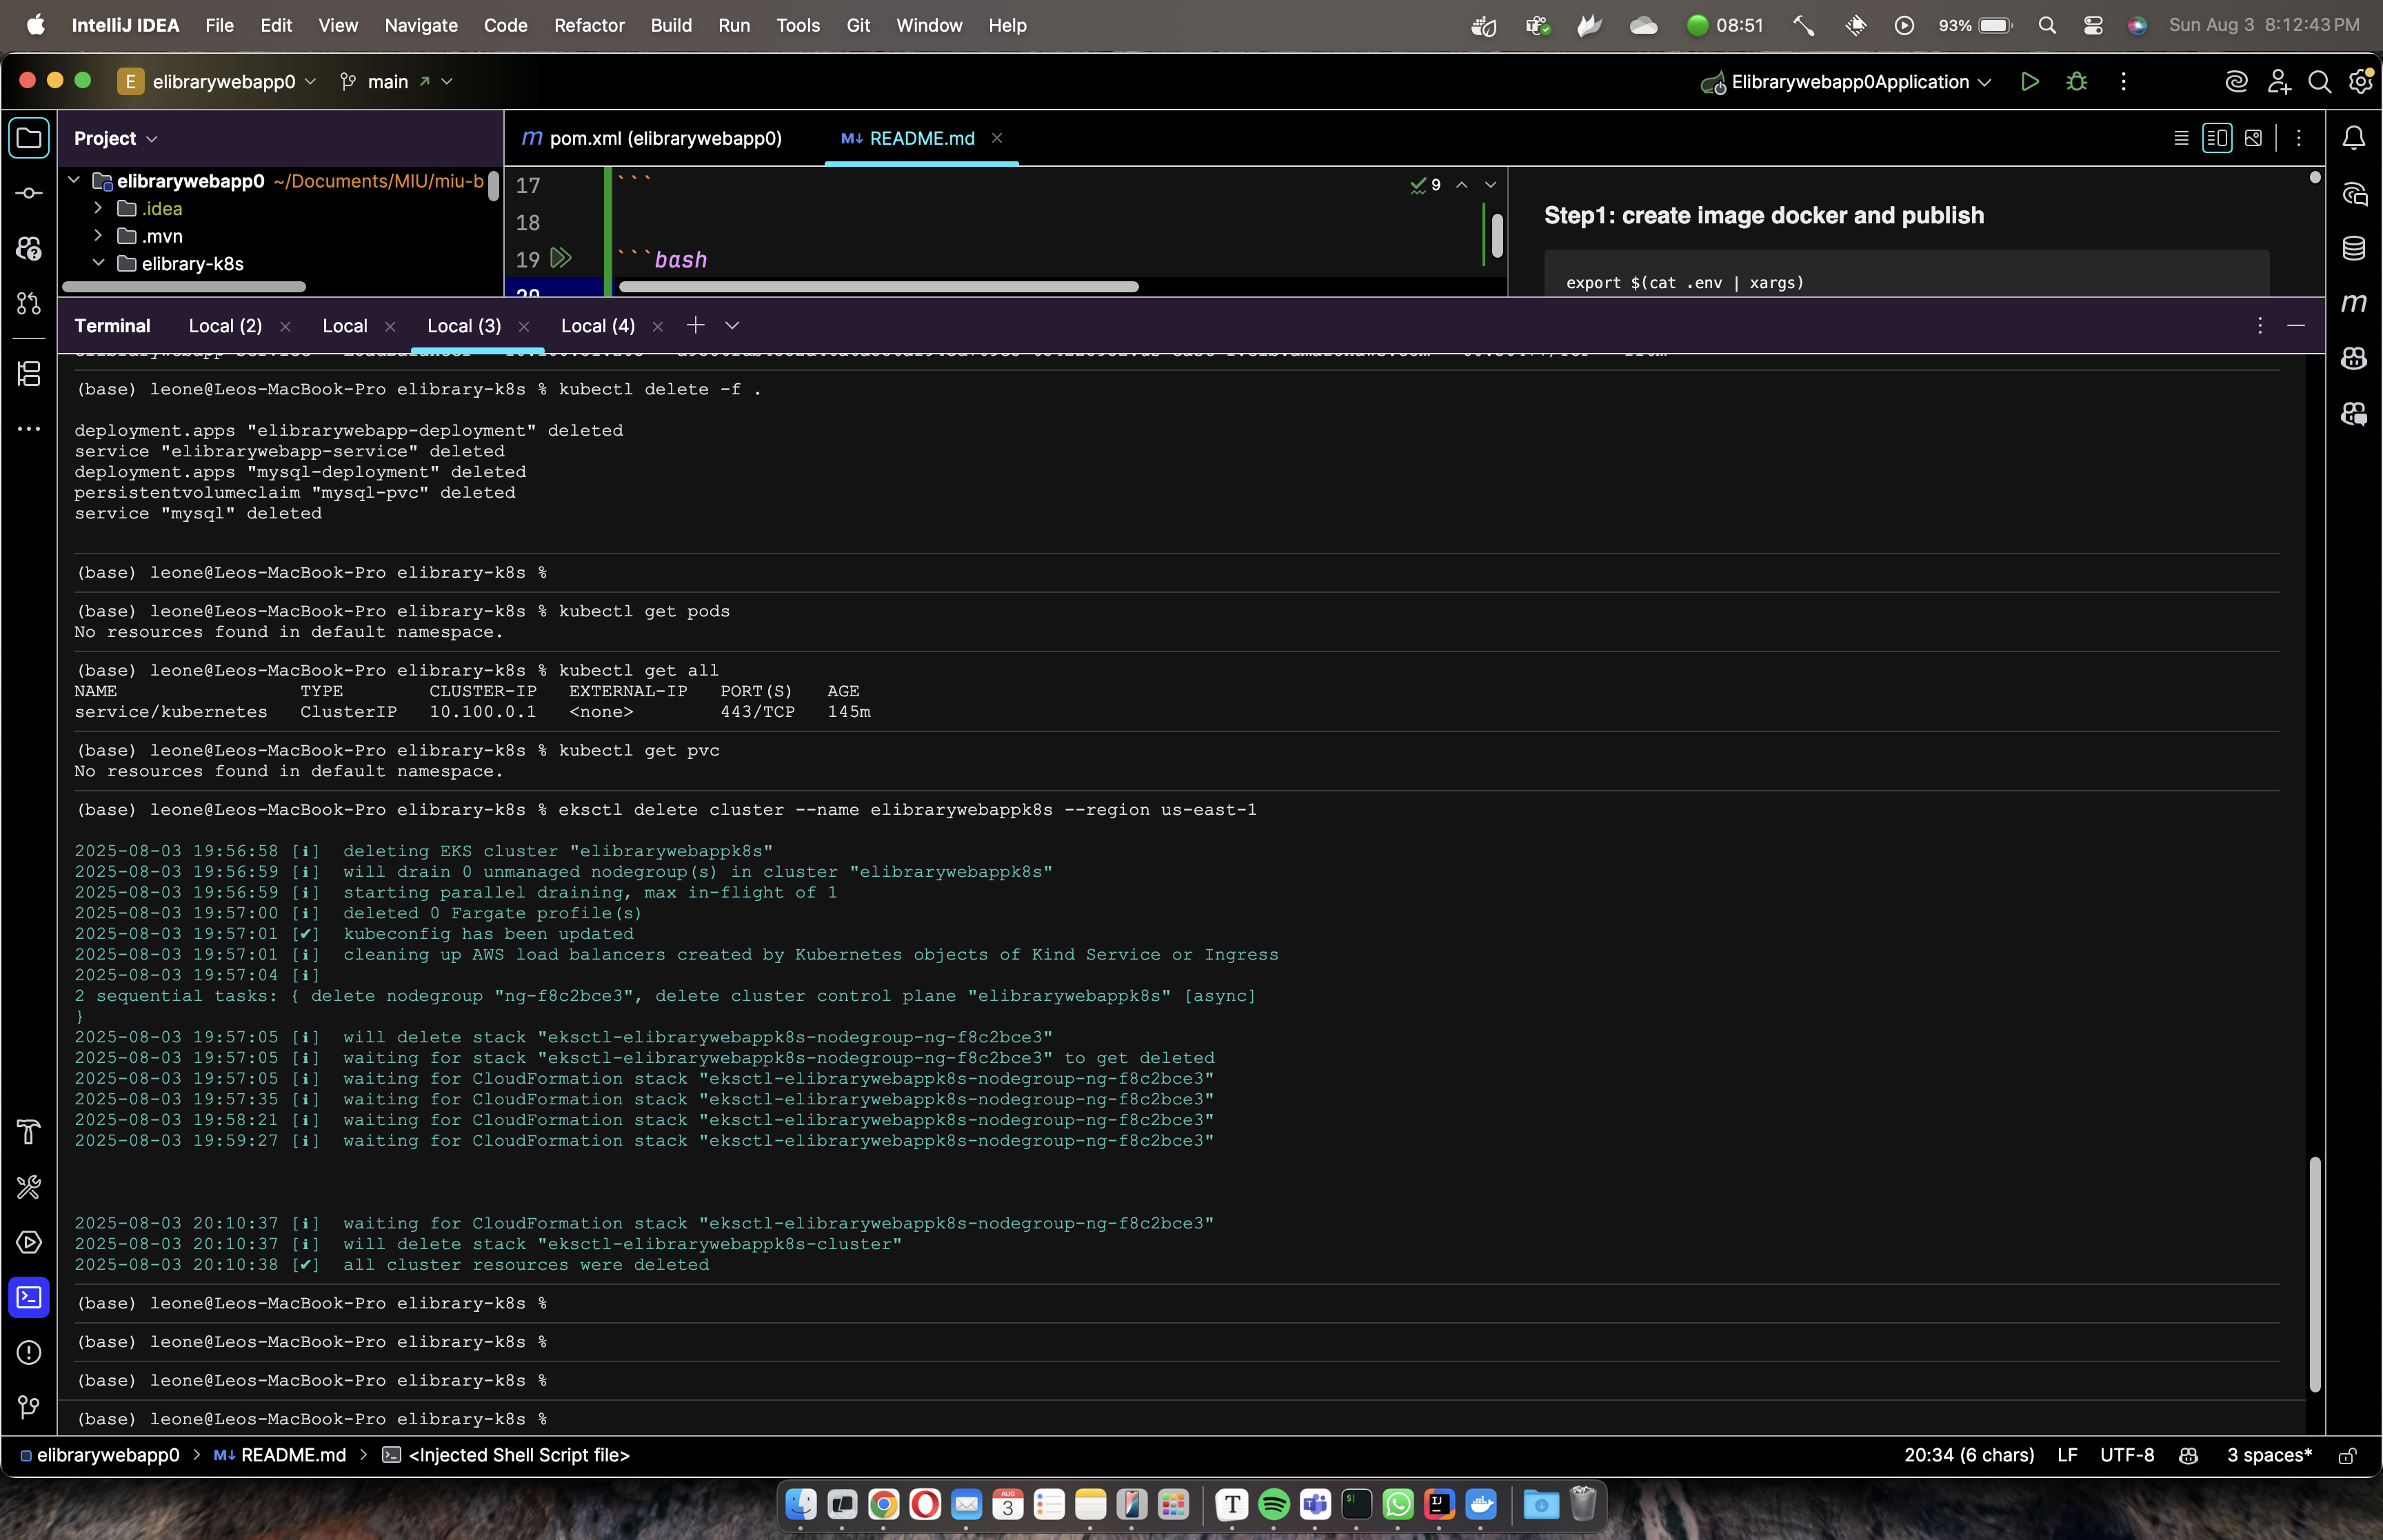 IntelliJ IDEA File Edit View Navigate Code Refactor Build Run Tools Git Window Help 08:51 93% Sun Aug 3 8:12:43 PM
E elibrarywebapp0 main Elibrarywebapp0Application
Project
m pom.xml (elibrarywebapp0) M↓ README.md
elibrarywebapp0 ~/Documents/MIU/miu-b
.idea
.mvn
elibrary-k8s
17 ```
18
19 ```bash
20
9
Step1: create image docker and publish
export $(cat .env | xargs)
Terminal Local (2) Local Local (3) Local (4)
(base) leone@Leos-MacBook-Pro elibrary-k8s % kubectl delete -f .
deployment.apps "elibrarywebapp-deployment" deleted
service "elibrarywebapp-service" deleted
deployment.apps "mysql-deployment" deleted
persistentvolumeclaim "mysql-pvc" deleted
service "mysql" deleted
(base) leone@Leos-MacBook-Pro elibrary-k8s %
(base) leone@Leos-MacBook-Pro elibrary-k8s % kubectl get pods
No resources found in default namespace.
(base) leone@Leos-MacBook-Pro elibrary-k8s % kubectl get all
NAME TYPE CLUSTER-IP EXTERNAL-IP PORT(S) AGE
service/kubernetes ClusterIP 10.100.0.1 <none> 443/TCP 145m
(base) leone@Leos-MacBook-Pro elibrary-k8s % kubectl get pvc
No resources found in default namespace.
(base) leone@Leos-MacBook-Pro elibrary-k8s % eksctl delete cluster --name elibrarywebappk8s --region us-east-1
2025-08-03 19:56:58 [ℹ] deleting EKS cluster "elibrarywebappk8s"
2025-08-03 19:56:59 [ℹ] will drain 0 unmanaged nodegroup(s) in cluster "elibrarywebappk8s"
2025-08-03 19:56:59 [ℹ] starting parallel draining, max in-flight of 1
2025-08-03 19:57:00 [ℹ] deleted 0 Fargate profile(s)
2025-08-03 19:57:01 [✔] kubeconfig has been updated
2025-08-03 19:57:01 [ℹ] cleaning up AWS load balancers created by Kubernetes objects of Kind Service or Ingress
2025-08-03 19:57:04 [ℹ]
2 sequential tasks: { delete nodegroup "ng-f8c2bce3", delete cluster control plane "elibrarywebappk8s" [async]
}
2025-08-03 19:57:05 [ℹ] will delete stack "eksctl-elibrarywebappk8s-nodegroup-ng-f8c2bce3"
2025-08-03 19:57:05 [ℹ] waiting for stack "eksctl-elibrarywebappk8s-nodegroup-ng-f8c2bce3" to get deleted
2025-08-03 19:57:05 [ℹ] waiting for CloudFormation stack "eksctl-elibrarywebappk8s-nodegroup-ng-f8c2bce3"
2025-08-03 19:57:35 [ℹ] waiting for CloudFormation stack "eksctl-elibrarywebappk8s-nodegroup-ng-f8c2bce3"
2025-08-03 19:58:21 [ℹ] waiting for CloudFormation stack "eksctl-elibrarywebappk8s-nodegroup-ng-f8c2bce3"
2025-08-03 19:59:27 [ℹ] waiting for CloudFormation stack "eksctl-elibrarywebappk8s-nodegroup-ng-f8c2bce3"
2025-08-03 20:10:37 [ℹ] waiting for CloudFormation stack "eksctl-elibrarywebappk8s-nodegroup-ng-f8c2bce3"
2025-08-03 20:10:37 [ℹ] will delete stack "eksctl-elibrarywebappk8s-cluster"
2025-08-03 20:10:38 [✔] all cluster resources were deleted
(base) leone@Leos-MacBook-Pro elibrary-k8s %
(base) leone@Leos-MacBook-Pro elibrary-k8s %
(base) leone@Leos-MacBook-Pro elibrary-k8s %
(base) leone@Leos-MacBook-Pro elibrary-k8s %
elibrarywebapp0 > M↓ README.md > <Injected Shell Script file> 20:34 (6 chars) LF UTF-8 3 spaces*
AUG
3